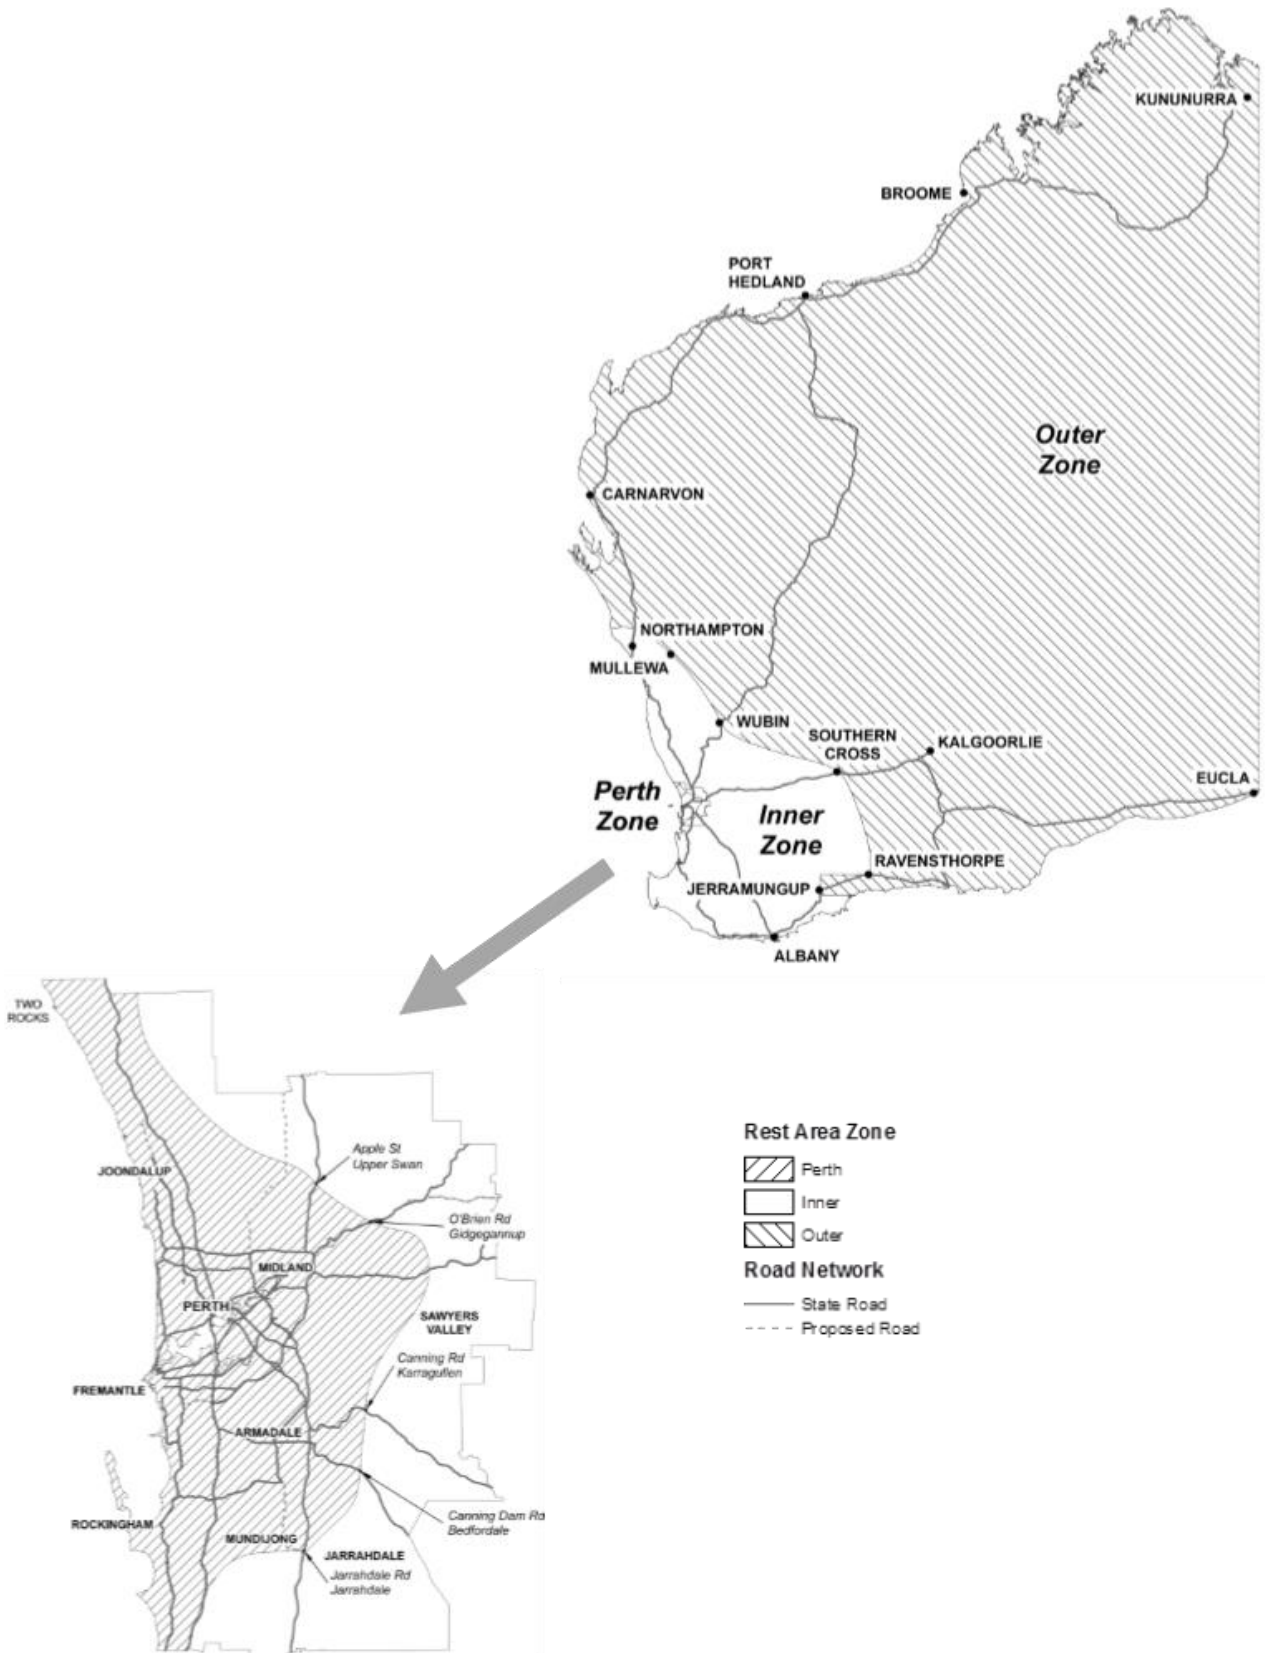 KUNUNURRA
BROOME
PORT
HEDLAND
Outer
Zone
CARNARVON
NORTHAMPTON
MULLEWA
WUBIN
SOUTHERN
CROSS
KALGOORLIE
EUCLA
Perth
Zone
Inner
Zone
RAVENSTHORPE
JERRAMUNGUP
ALBANY
TWO
ROCKS
Apple St
Upper Swan
JOONDALUP
O'Brien Rd
Gidgegannup
MIDLAND
PERTH
SAWYERS
VALLEY
Canning Rd
Karragullen
FREMANTLE
ARMADALE
Canning Dam Rd
Bedfordale
ROCKINGHAM
MUNDIJONG
JARRAHDALE
Jarrahdale Rd
Jarrahdale
Rest Area Zone
Perth
Inner
Outer
Road Network
State Road
Proposed Road